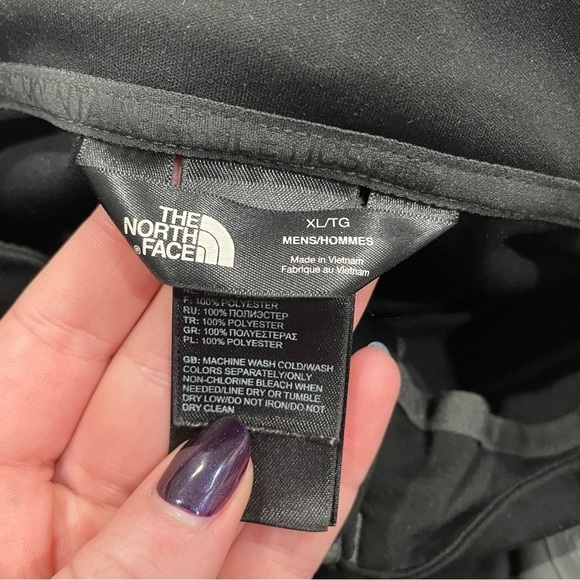 THE
NORTH
FACE
®
XL/TG
MENS/HOMMES
Made in Vietnam
Fabriqué au Vietnam
F: 100% POLYESTER
RU: 100% ПОЛИЭСТЕР
TR: 100% POLYESTER
GR: 100% ΠΟΛΥΕΣΤΕΡΑΣ
PL: 100% POLYESTER
GB: MACHINE WASH COLD/WASH
COLORS SEPARATELY/ONLY
NON-CHLORINE BLEACH WHEN
NEEDED/LINE DRY OR TUMBLE
DRY LOW/DO NOT IRON/DO NOT
DRY CLEAN